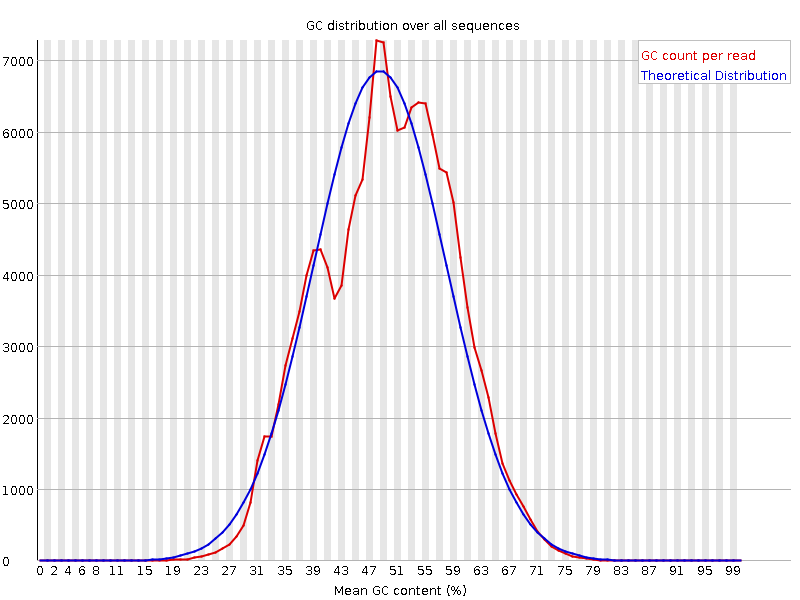 GC distribution over all sequences
GC count per read
Theoretical Distribution
7000
6000
5000
4000
3000
2000
1000
0
0 2 4 6 8 11 15 19 23 27 31 35 39 43 47 51 55 59 63 67 71 75 79 83 87 91 95 99
Mean GC content (%)